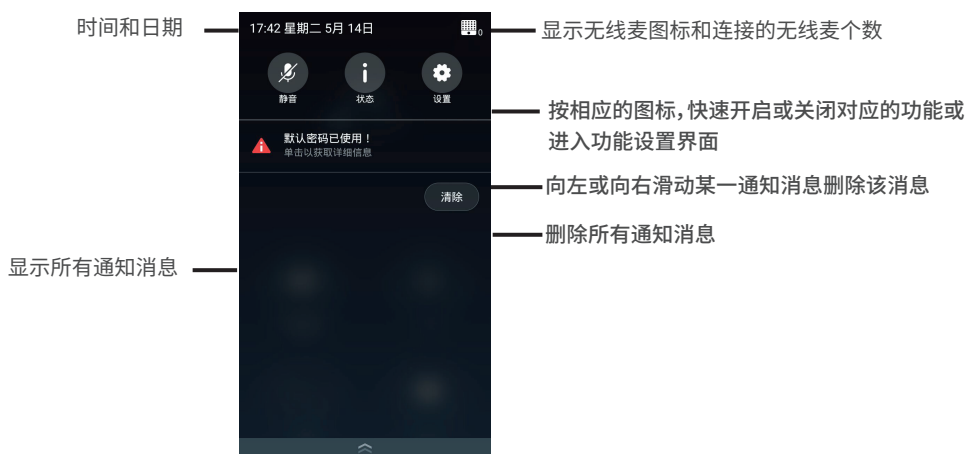 时间和日期
17:42 星期二 5月 14日
0
显示无线麦图标和连接的无线麦个数
静音
状态
设置
按相应的图标,快速开启或关闭对应的功能或
进入功能设置界面
默认密码已使用！
单击以获取详细信息
向左或向右滑动某一通知消息删除该消息
清除
删除所有通知消息
显示所有通知消息